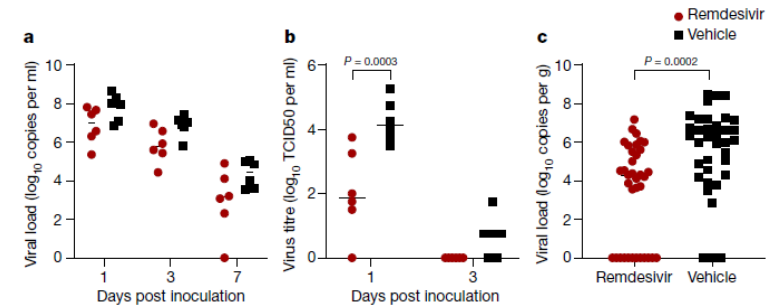 Remdesivir
Vehicle
a
Viral load (log10 copies per ml)
10
8
6
4
2
0
1
3
7
Days post inoculation
b
Virus titre (log10 TCID50 per ml)
6
4
2
0
P = 0.0003
1
3
Days post inoculation
c
Viral load (log10 copies per g)
10
8
6
4
2
0
P = 0.0002
Remdesivir
Vehicle